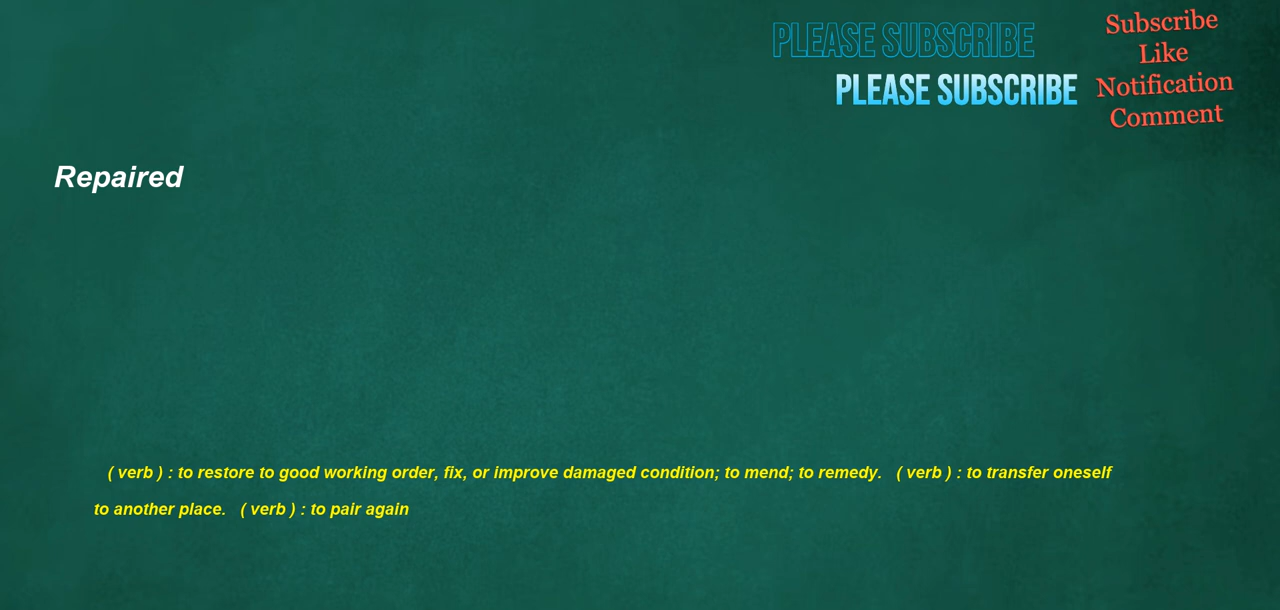 PLEASE SUBSCRIBE
PLEASE SUBSCRIBE
Subscribe
Like
Notification
Comment
Repaired
( verb ) : to restore to good working order, fix, or improve damaged condition; to mend; to remedy. ( verb ) : to transfer oneself
to another place. ( verb ) : to pair again